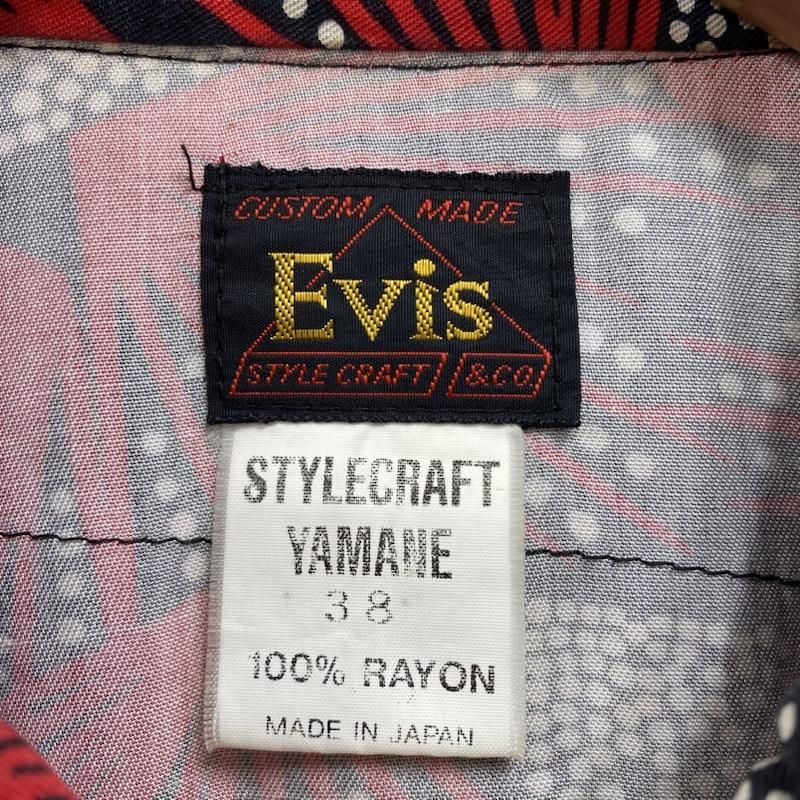 CUSTOM MADE
Evis
STYLE CRAFT &CO.
STYLECRAFT
YAMANE
38
100% RAYON
MADE IN JAPAN